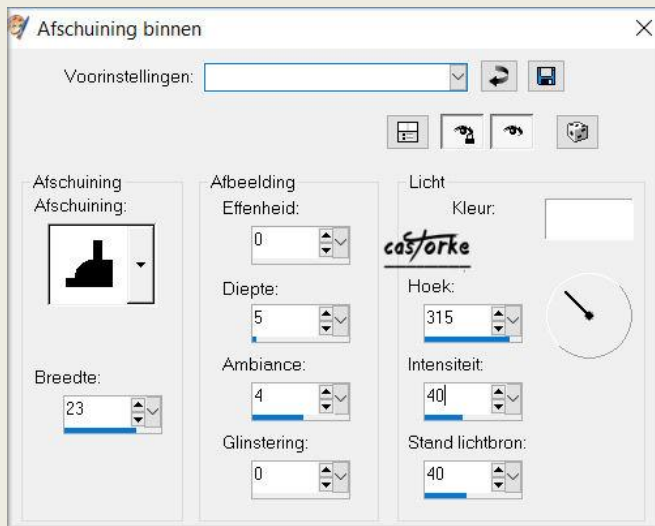 Afschuining binnen
Voorinstellingen:
Afschuining
Afschuining:
Breedte:
23
Afbeelding
Effenheid:
0
Diepte:
5
Ambiance:
4
Glinstering:
0
Licht
Kleur:
castorke
Hoek:
315
Intensiteit:
40
Stand lichtbron:
40